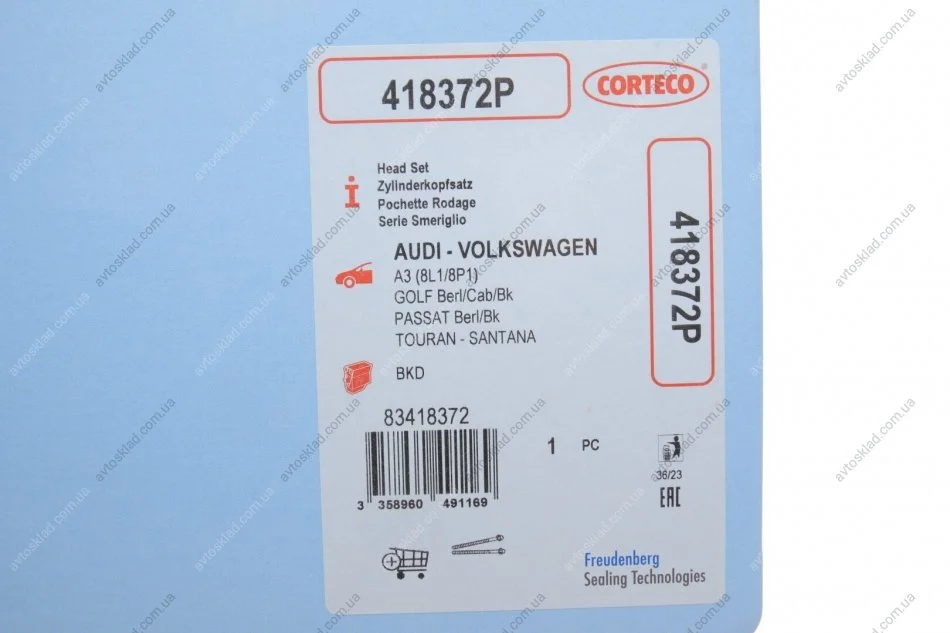 418372P
CORTECO
®
Head Set
Zylinderkopfsatz
Pochette Rodage
Serie Smeriglio
418372P
AUDI - VOLKSWAGEN
A3 (8L1/8P1)
GOLF Berl/Cab/Bk
PASSAT Berl/Bk
TOURAN - SANTANA
BKD
83418372
1 PC
3 358960 491169
36/23
EAC
Freudenberg
Sealing Technologies
avtosklad.com.ua